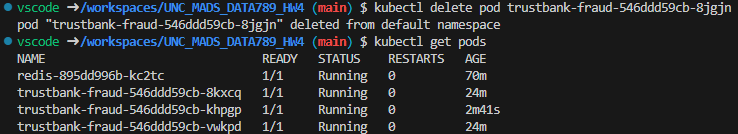 vscode ➜ /workspaces/UNC_MADS_DATA789_HW4 (main) $ kubectl delete pod trustbank-fraud-546ddd59cb-8jgjn
pod "trustbank-fraud-546ddd59cb-8jgjn" deleted from default namespace
vscode ➜ /workspaces/UNC_MADS_DATA789_HW4 (main) $ kubectl get pods
NAME READY STATUS RESTARTS AGE
redis-895dd996b-kc2tc 1/1 Running 0 70m
trustbank-fraud-546ddd59cb-8kxcq 1/1 Running 0 24m
trustbank-fraud-546ddd59cb-khpgp 1/1 Running 0 2m41s
trustbank-fraud-546ddd59cb-vwkpd 1/1 Running 0 24m